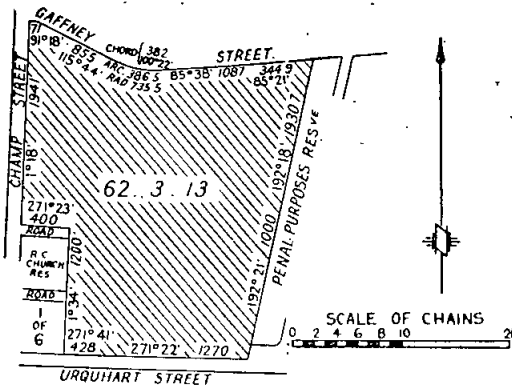 GAFFNEY STREET
71
91°18'
855
115°44'
CHORD { 382
100°22'
ARC 386.5
RAD 735.5
85°38' 1087
344.9
85°21'
CHAMP STREET
1941
1°18'
62..3..13
192°18' 1930.7
192°21' 1000
PENAL PURPOSES RESVE
271°23'
400
ROAD
R C
CHURCH
RES
ROAD
1
OF
6
1200
1°34'
271°41'
428
271°22' 1270
URQUHART STREET
SCALE OF CHAINS
0 2 4 6 8 10 20